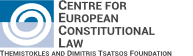 CENTRE FOR
EUROPEAN
CONSTITUTIONAL
LAW
THEMISTOKLES AND DIMITRIS TSATSOS FOUNDATION